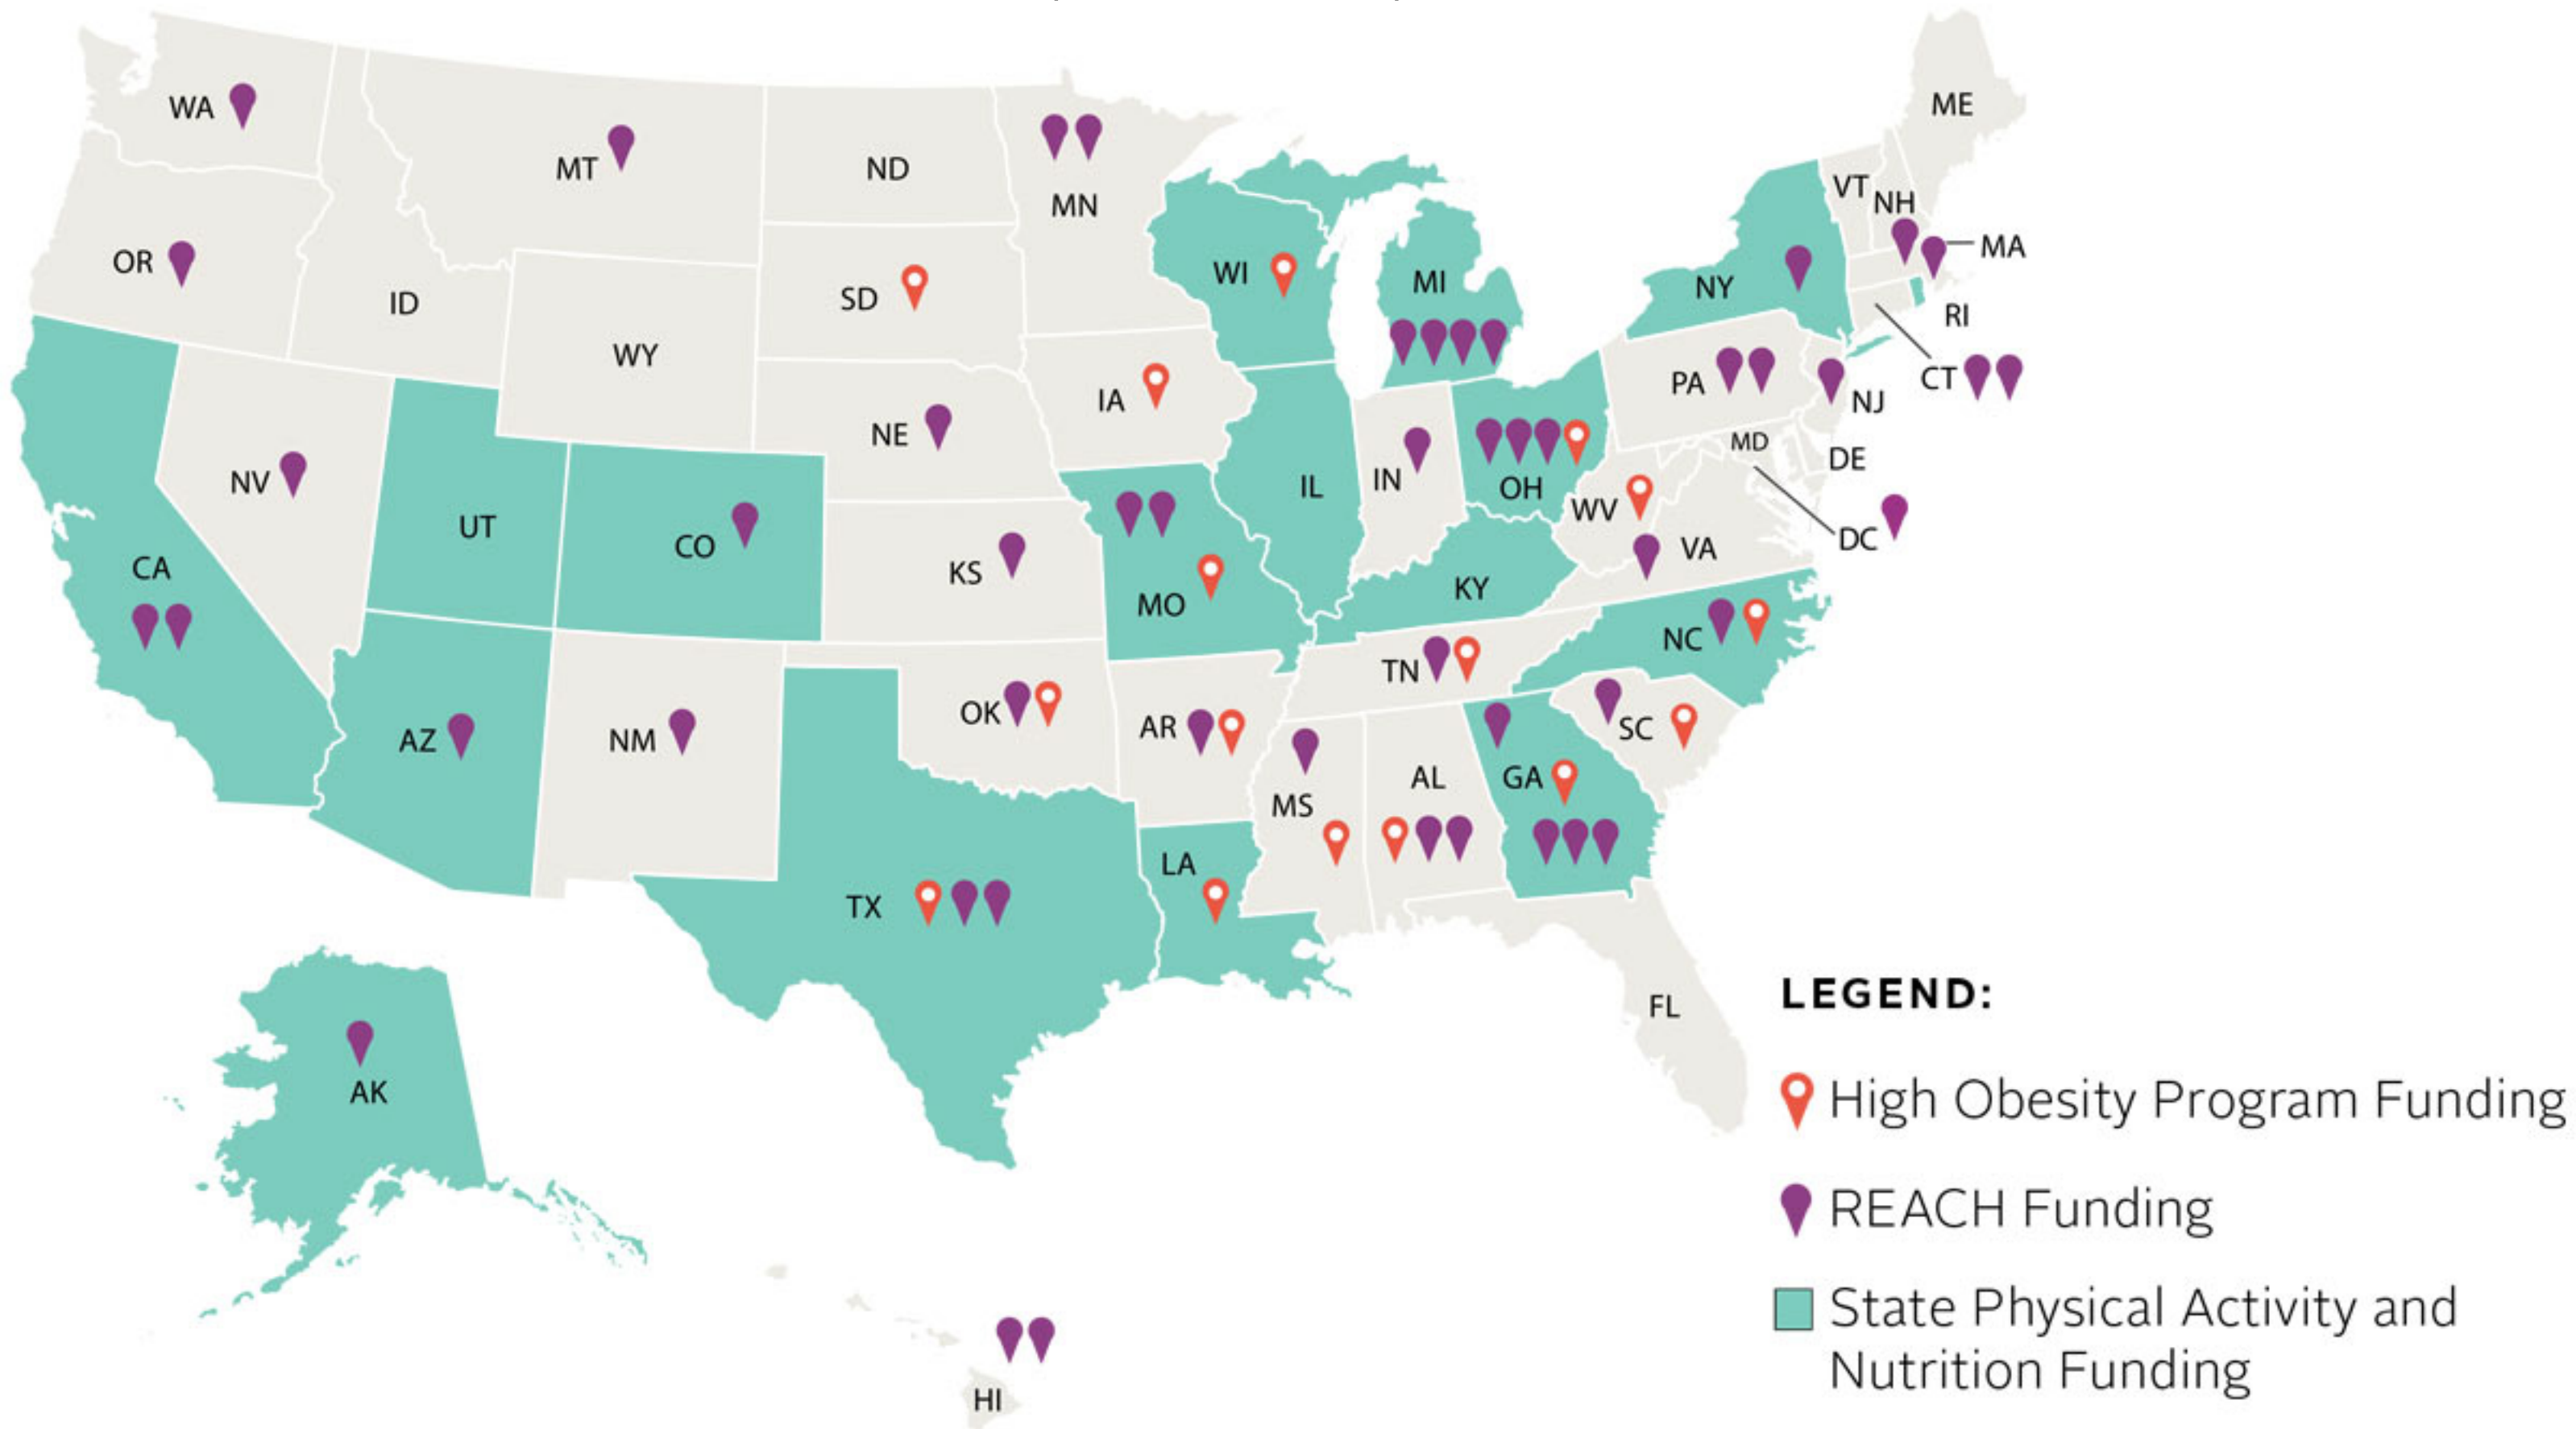 WA
MT
ND
MN
ME
OR
ID
SD
WI
MI
NY
VT
NH
MA
RI
WY
IA
PA
CT
NJ
NE
NV
UT
CO
IL
IN
OH
MD
DE
WV
DC
VA
CA
KS
MO
KY
NC
TN
AZ
NM
OK
AR
SC
MS
AL
GA
TX
LA
FL
AK
HI
LEGEND:
High Obesity Program Funding
REACH Funding
State Physical Activity and
Nutrition Funding